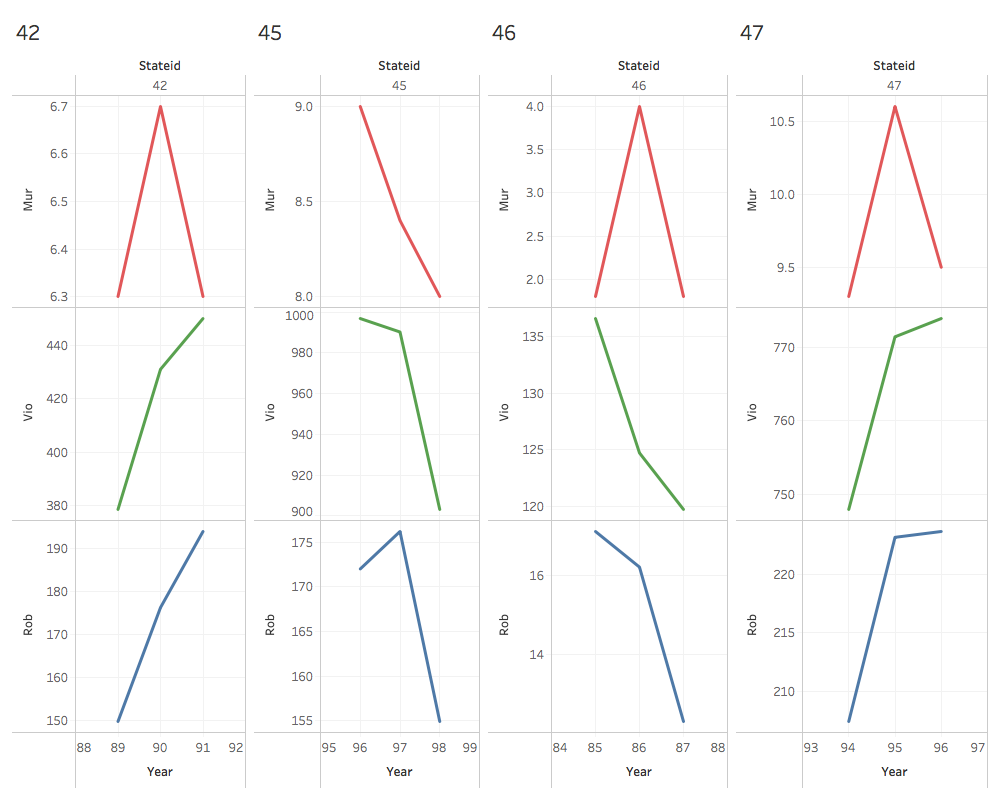 42 45 46 47
Stateid Stateid Stateid Stateid
42 45 46 47
Mur
6.7
6.6
6.5
6.4
6.3
Mur
9.0
8.5
8.0
Mur
4.0
3.5
3.0
2.5
2.0
Mur
10.5
10.0
9.5
Vio
440
420
400
380
Vio
1000
980
960
940
920
900
Vio
135
130
125
120
Vio
770
760
750
Rob
190
180
170
160
150
Rob
175
170
165
160
155
Rob
16
14
Rob
220
215
210
88 89 90 91 92 95 96 97 98 99 84 85 86 87 88 93 94 95 96 97
Year Year Year Year